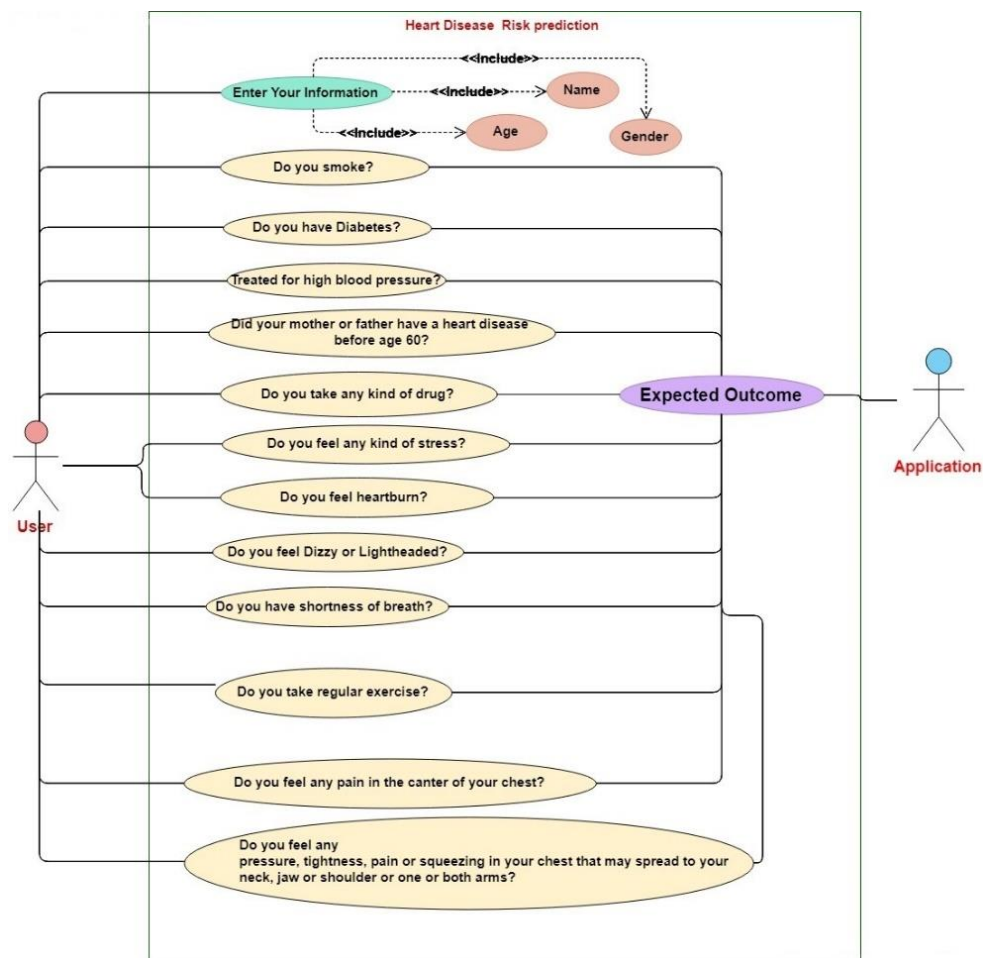 Heart Disease Risk prediction
<<Include>>
Enter Your Information
<<Include>>
Name
<<Include>>
Age
Gender
Do you smoke?
Do you have Diabetes?
Treated for high blood pressure?
Did your mother or father have a heart disease
before age 60?
Do you take any kind of drug?
Expected Outcome
Do you feel any kind of stress?
Application
Do you feel heartburn?
User
Do you feel Dizzy or Lightheaded?
Do you have shortness of breath?
Do you take regular exercise?
Do you feel any pain in the canter of your chest?
Do you feel any
pressure, tightness, pain or squeezing in your chest that may spread to your
neck, jaw or shoulder or one or both arms?